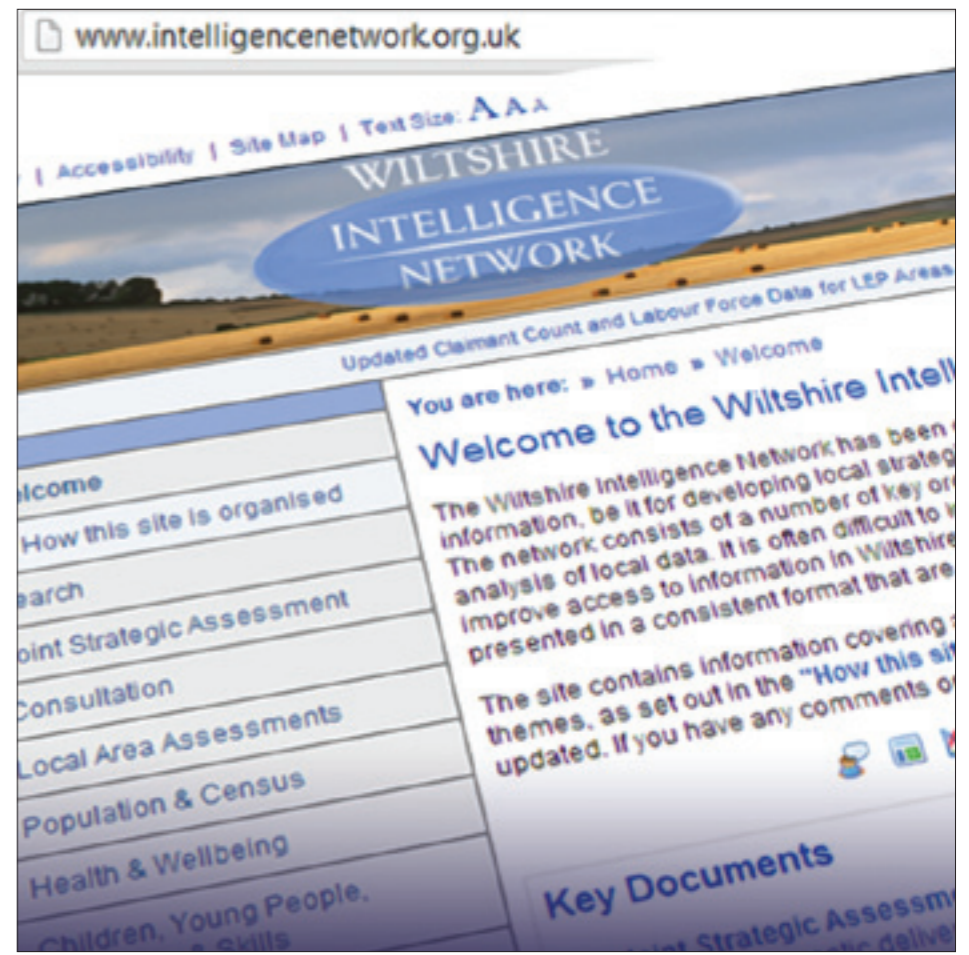 www.intelligencenetwork.org.uk
| Accessibility | Site Map | Text Size: A A A
WILTSHIRE
INTELLIGENCE
NETWORK
Updated Claimant Count and Labour Force Data for LEP Areas
You are here: » Home » Welcome
Welcome to the Wiltshire Intell
The Wiltshire Intelligence Network has been
information, be it for developing local strateg
The network consists of a number of key or
analysis of local data. It is often difficult to
improve access to information in Wiltshire
presented in a consistent format that are
The site contains information covering
themes, as set out in the "How this sit
updated. If you have any comments o
lcome
How this site is organised
earch
oint Strategic Assessment
Consultation
Local Area Assessments
Population & Census
Health & Wellbeing
Children, Young People,
& Skills
Key Documents
int Strategic Assessm